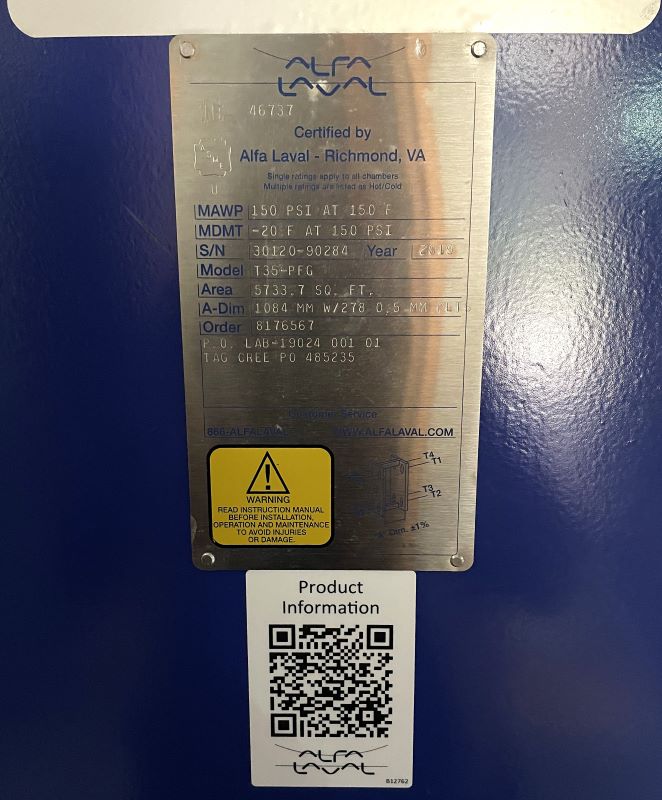 ALFA
LAVAL
46737
Certified by
Alfa Laval - Richmond, VA
Single ratings apply to all chambers
Multiple ratings are listed as Hot/Cold
U
MAWP 150 PSI AT 150 F
MDMT -20 F AT 150 PSI
S/N 30120-90284 Year
Model T35-PFG
Area 5733.7 SQ. FT.
A-Dim 1084 MM W/278 0.5 MM
Order 8176567
P.O. LAB-19024 001 01
TAG CREE PO 485235
Customer Service
866-ALFALAVAL WWW.ALFALAVAL.COM
WARNING
READ INSTRUCTION MANUAL
BEFORE INSTALLATION,
OPERATION AND MAINTENANCE
TO AVOID INJURIES
OR DAMAGE.
T4
T1
T3
T2
"A" Dim. ±1%
Product
Information
ALFA
LAVAL
B12762